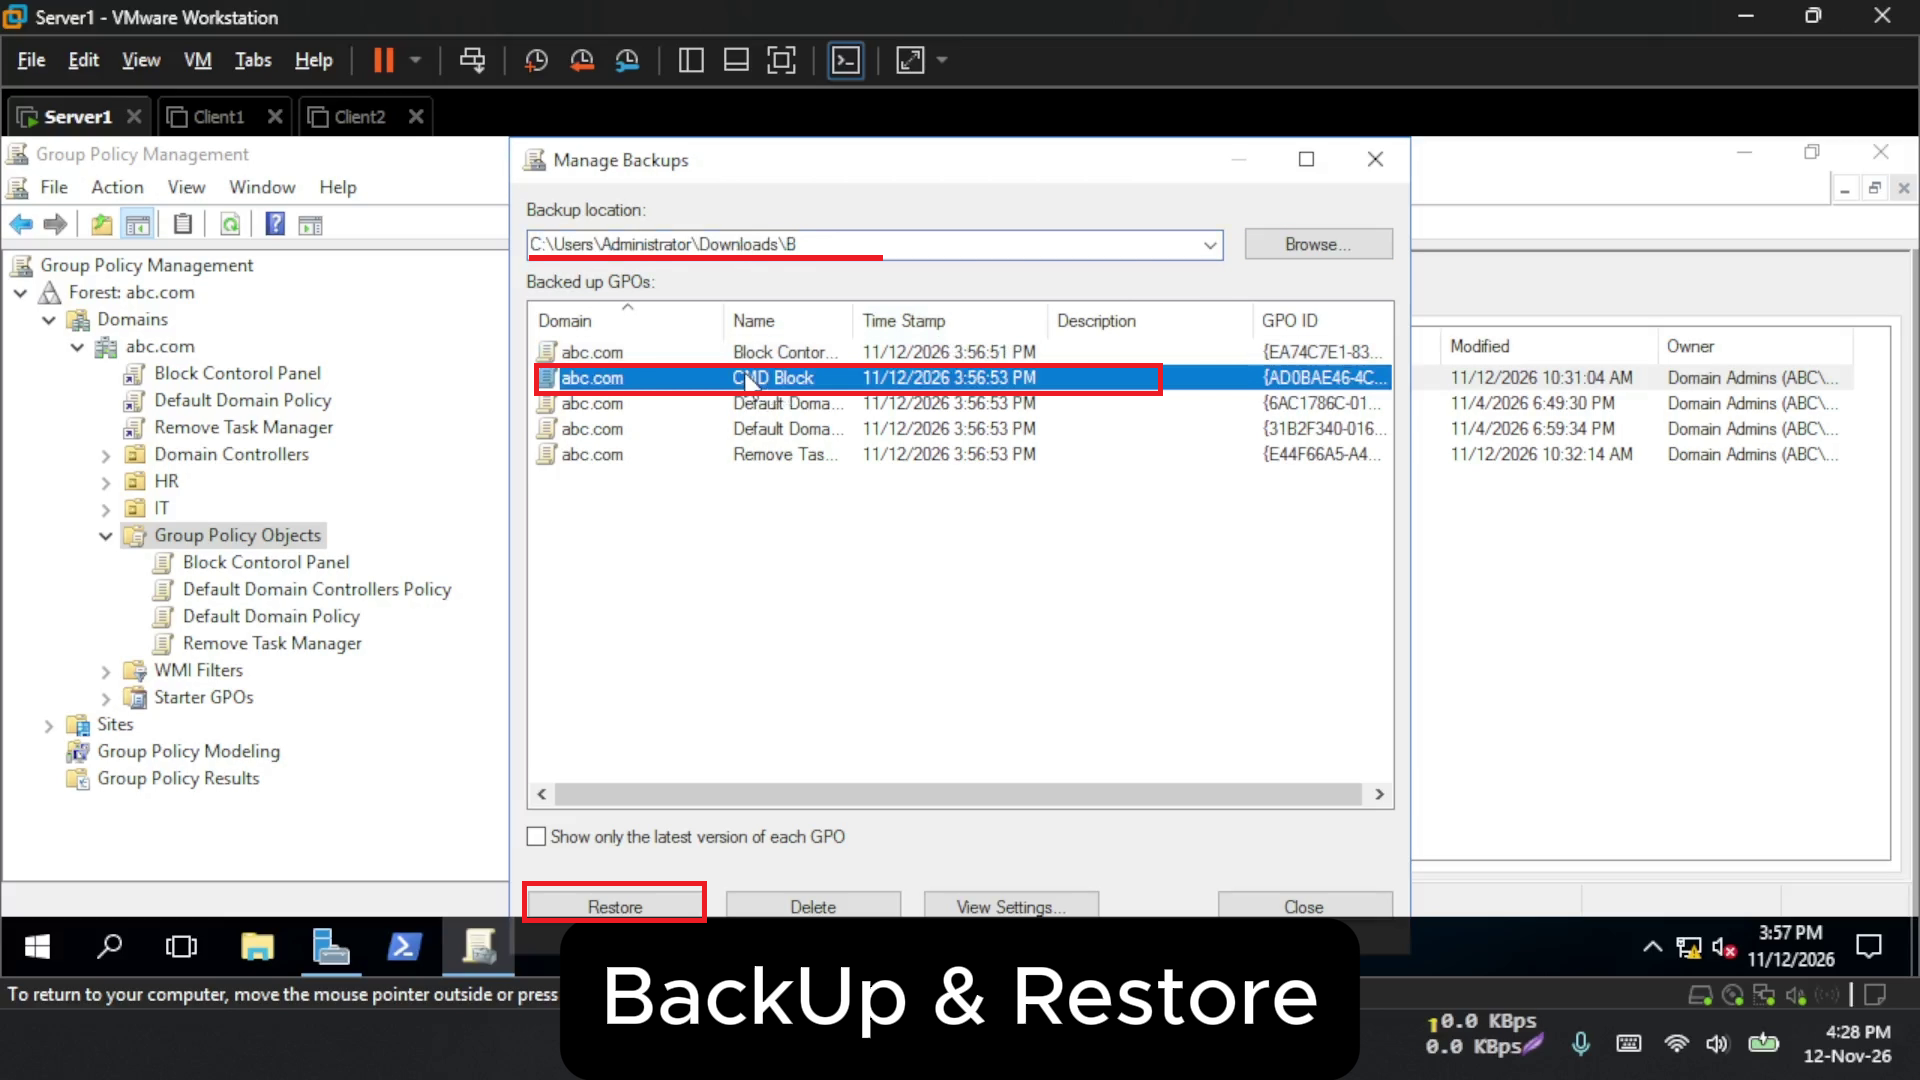 Server1 - VMware Workstation
File Edit View VM Tabs Help
Server1 Client1 Client2
Group Policy Management
File Action View Window Help
Group Policy Management
Forest: abc.com
Domains
abc.com
Block Contorol Panel
Default Domain Policy
Remove Task Manager
Domain Controllers
HR
IT
Group Policy Objects
Block Contorol Panel
Default Domain Controllers Policy
Default Domain Policy
Remove Task Manager
WMI Filters
Starter GPOs
Sites
Group Policy Modeling
Group Policy Results
Manage Backups
Backup location:
C:\Users\Administrator\Downloads\B
Browse...
Backed up GPOs:
Domain Name Time Stamp Description GPO ID
abc.com Block Contor... 11/12/2026 3:56:51 PM {EA74C7E1-83...
abc.com CMD Block 11/12/2026 3:56:53 PM {AD0BAE46-4C...
abc.com Default Doma... 11/12/2026 3:56:53 PM {6AC1786C-01...
abc.com Default Doma... 11/12/2026 3:56:53 PM {31B2F340-016...
abc.com Remove Tas... 11/12/2026 3:56:53 PM {E44F66A5-A4...
Show only the latest version of each GPO
Restore Delete View Settings... Close
Modified Owner
11/12/2026 10:31:04 AM Domain Admins (ABC\...
11/4/2026 6:49:30 PM Domain Admins (ABC\...
11/4/2026 6:59:34 PM Domain Admins (ABC\...
11/12/2026 10:32:14 AM Domain Admins (ABC\...
3:57 PM
11/12/2026
To return to your computer, move the mouse pointer outside or press
BackUp & Restore
0.0 KBps
0.0 KBps
4:28 PM
12-Nov-26